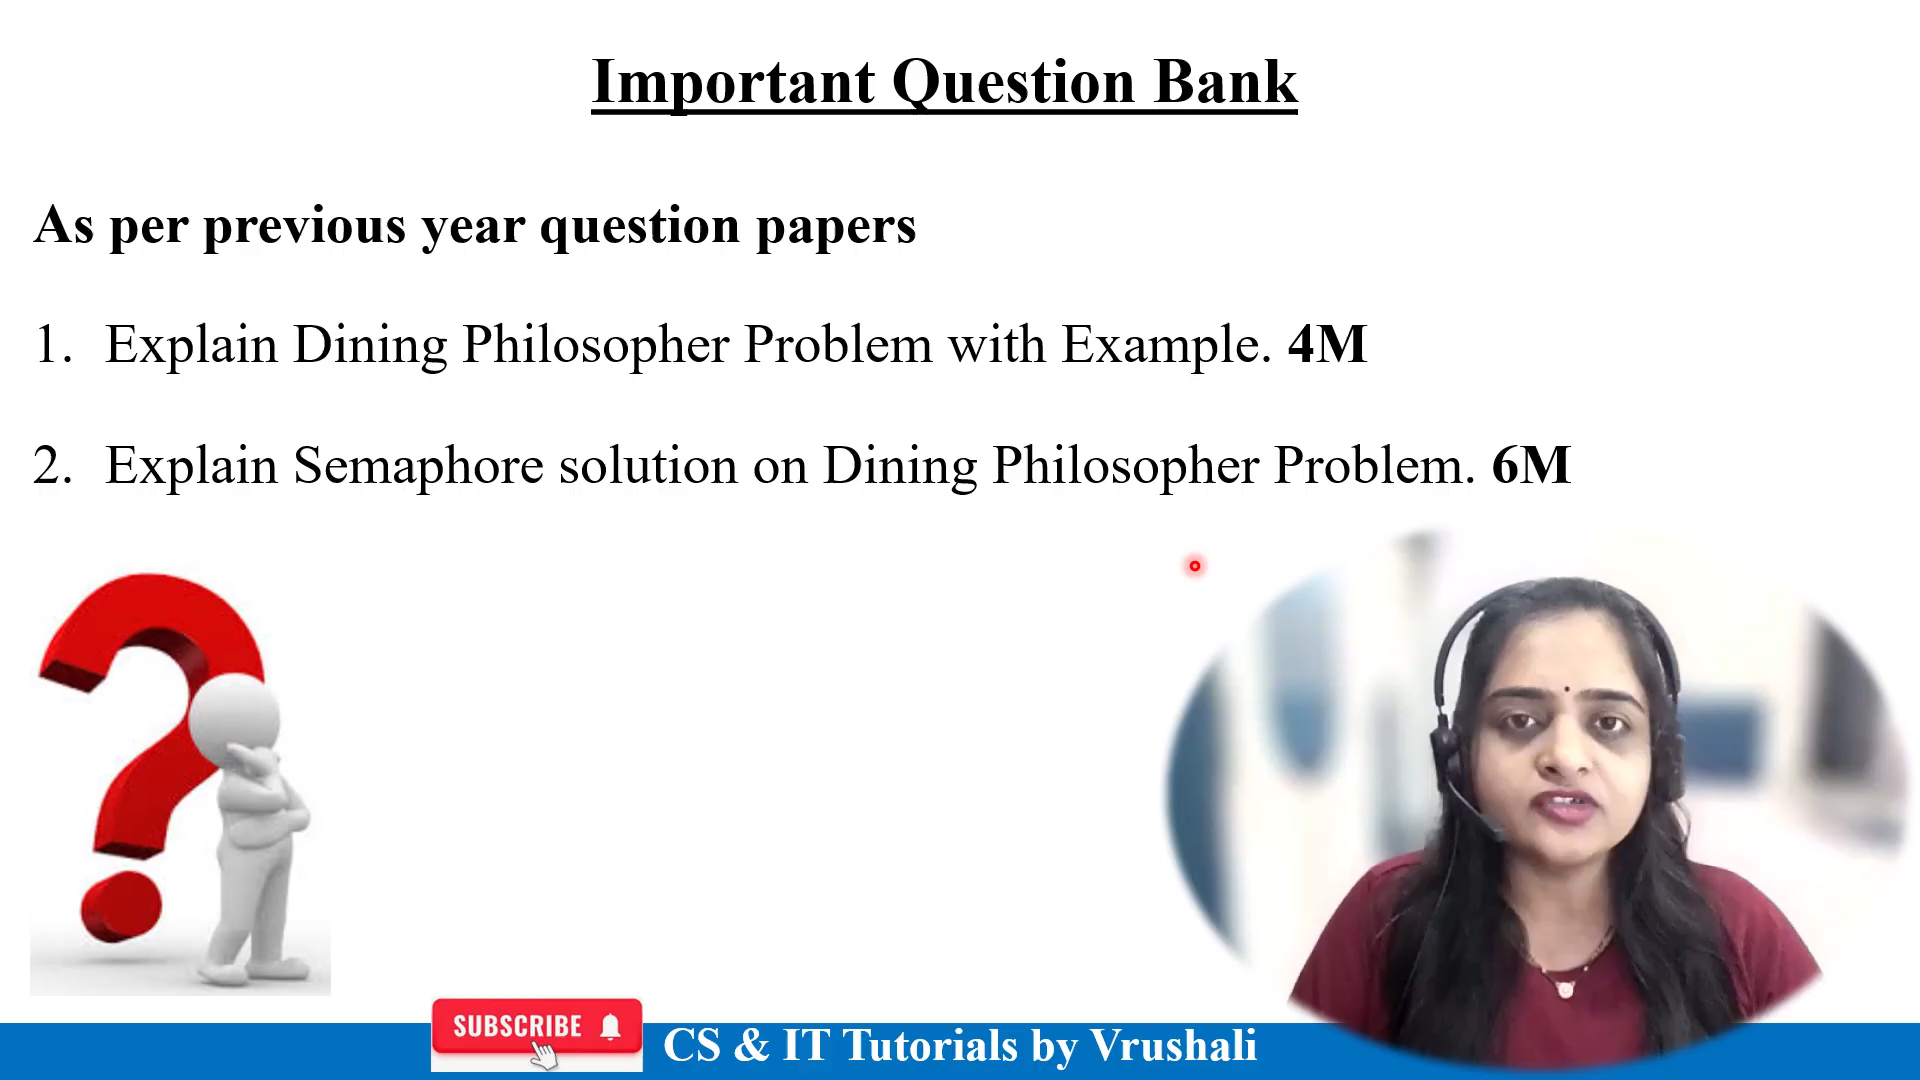 Important Question Bank
As per previous year question papers
1. Explain Dining Philosopher Problem with Example. 4M
2. Explain Semaphore solution on Dining Philosopher Problem. 6M
SUBSCRIBE
CS & IT Tutorials by Vrushali